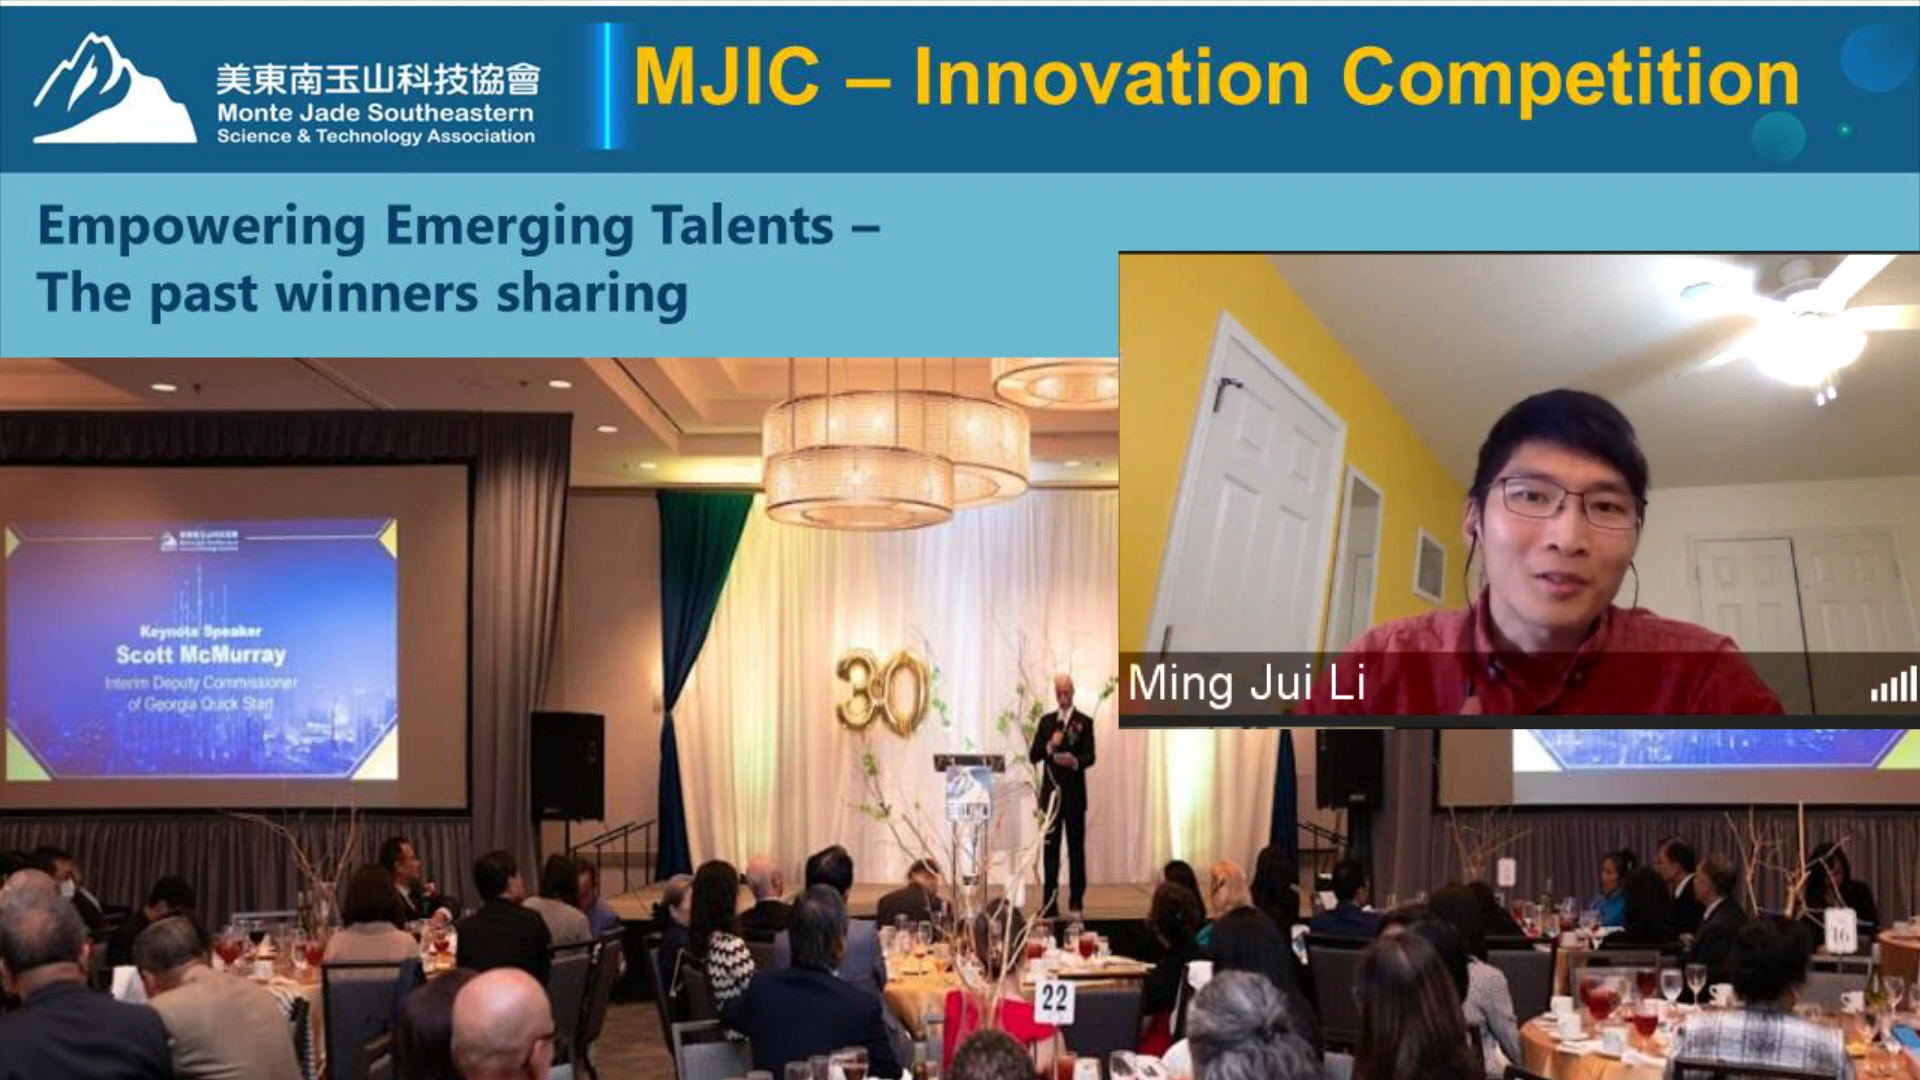 美東南玉山科技協會
Monte Jade Southeastern
Science & Technology Association
MJIC – Innovation Competition
Empowering Emerging Talents –
The past winners sharing
Keynote Speaker
Scott McMurray
Interim Deputy Commissioner
of Georgia Quick Start
30
Ming Jui Li
22
16